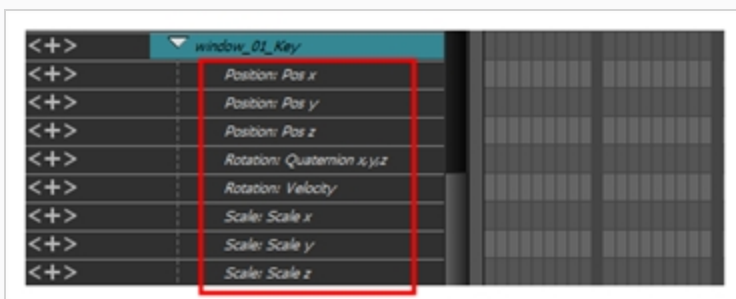 <+> window_01_Key
<+> Position: Pos x
<+> Position: Pos y
<+> Position: Pos z
<+> Rotation: Quaternion x,y,z
<+> Rotation: Velocity
<+> Scale: Scale x
<+> Scale: Scale y
<+> Scale: Scale z